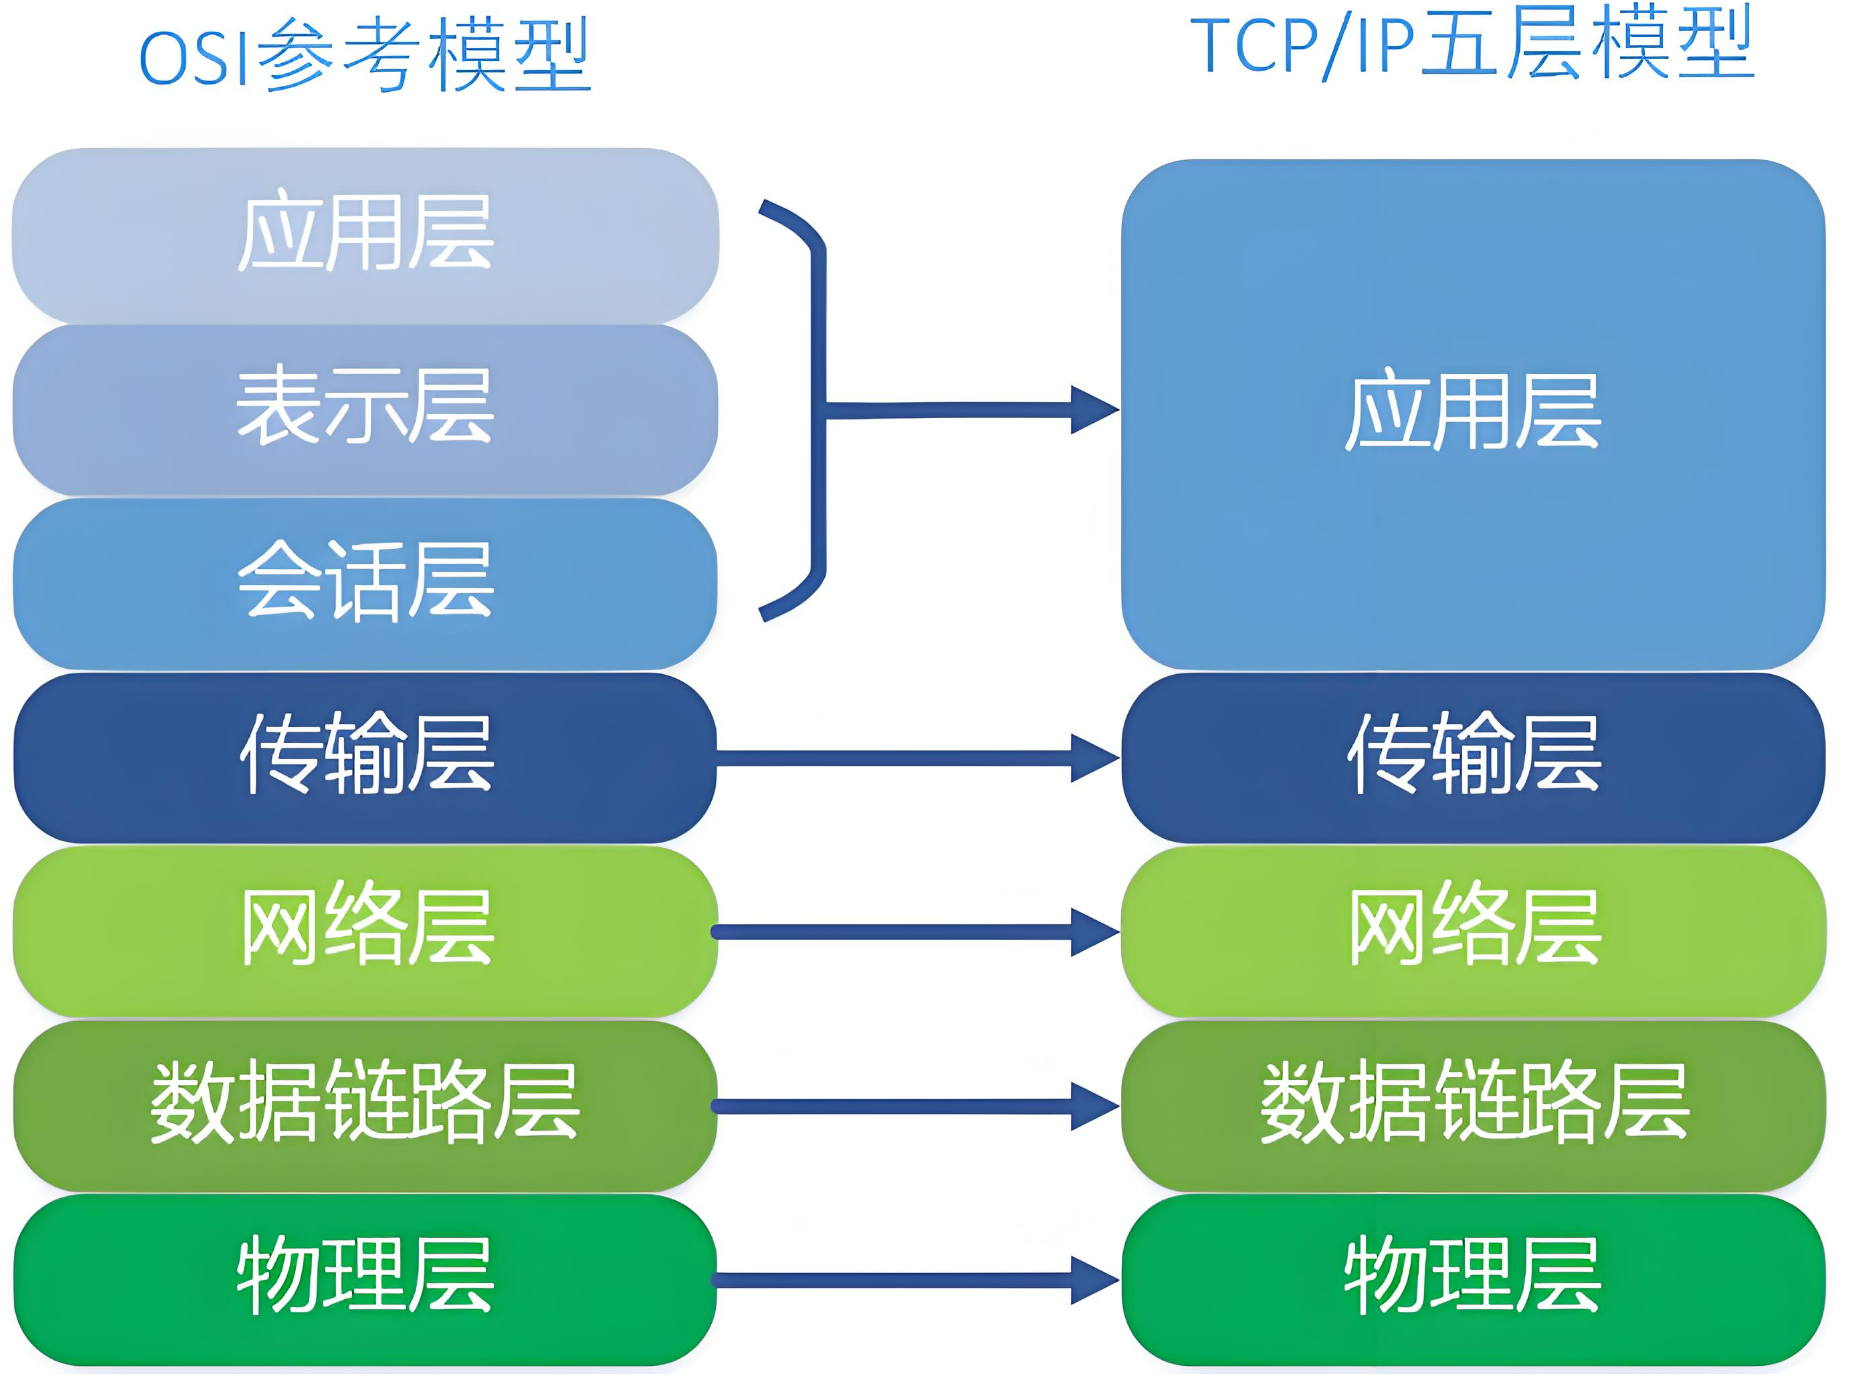 OSI参考模型
TCP/IP五层模型
应用层
表示层
会话层
传输层
网络层
数据链路层
物理层
应用层
传输层
网络层
数据链路层
物理层